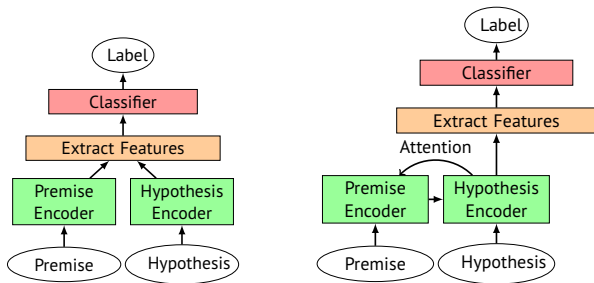 Label
Classifier
Extract Features
Premise
Encoder
Hypothesis
Encoder
Premise
Hypothesis
Label
Classifier
Extract Features
Attention
Premise
Encoder
Hypothesis
Encoder
Premise
Hypothesis